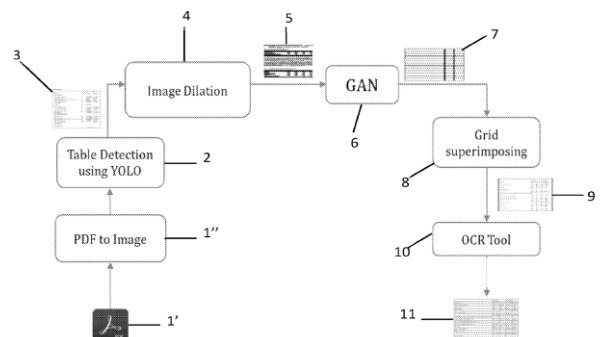 5
7
4
3
Image Dilation
GAN
6
Grid
superimposing
Table Detection
using YOLO
2
8
9
PDF to Image
1''
10
OCR Tool
11
1'